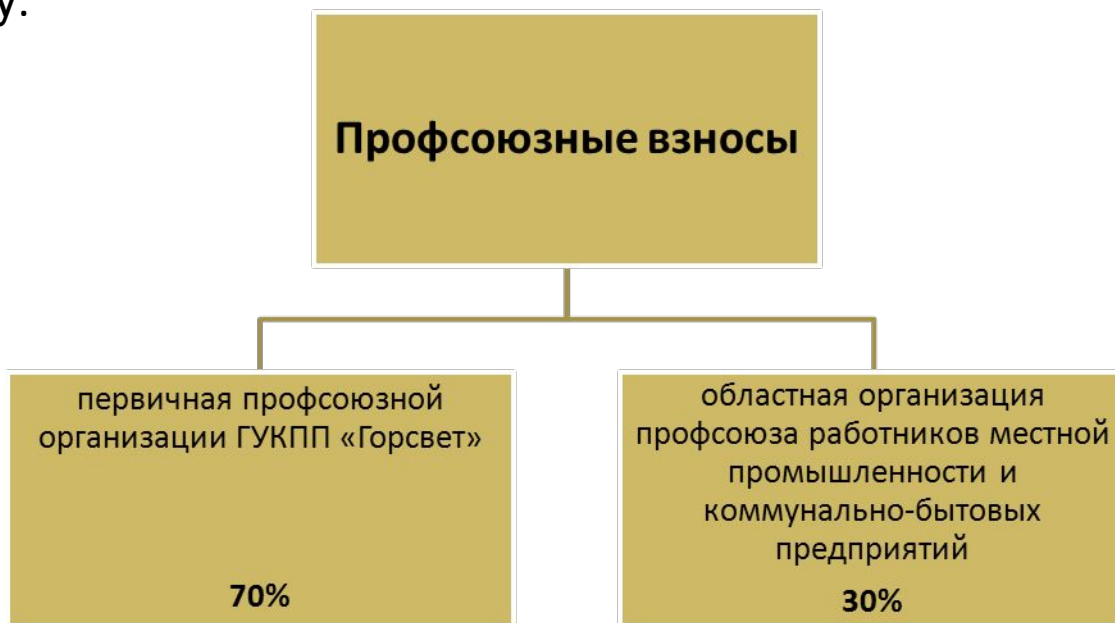 у.
Профсоюзные взносы
первичная профсоюзной
организации ГУКПП «Горсвет»
70%
областная организация
профсоюза работников местной
промышленности и
коммунально-бытовых
предприятий
30%